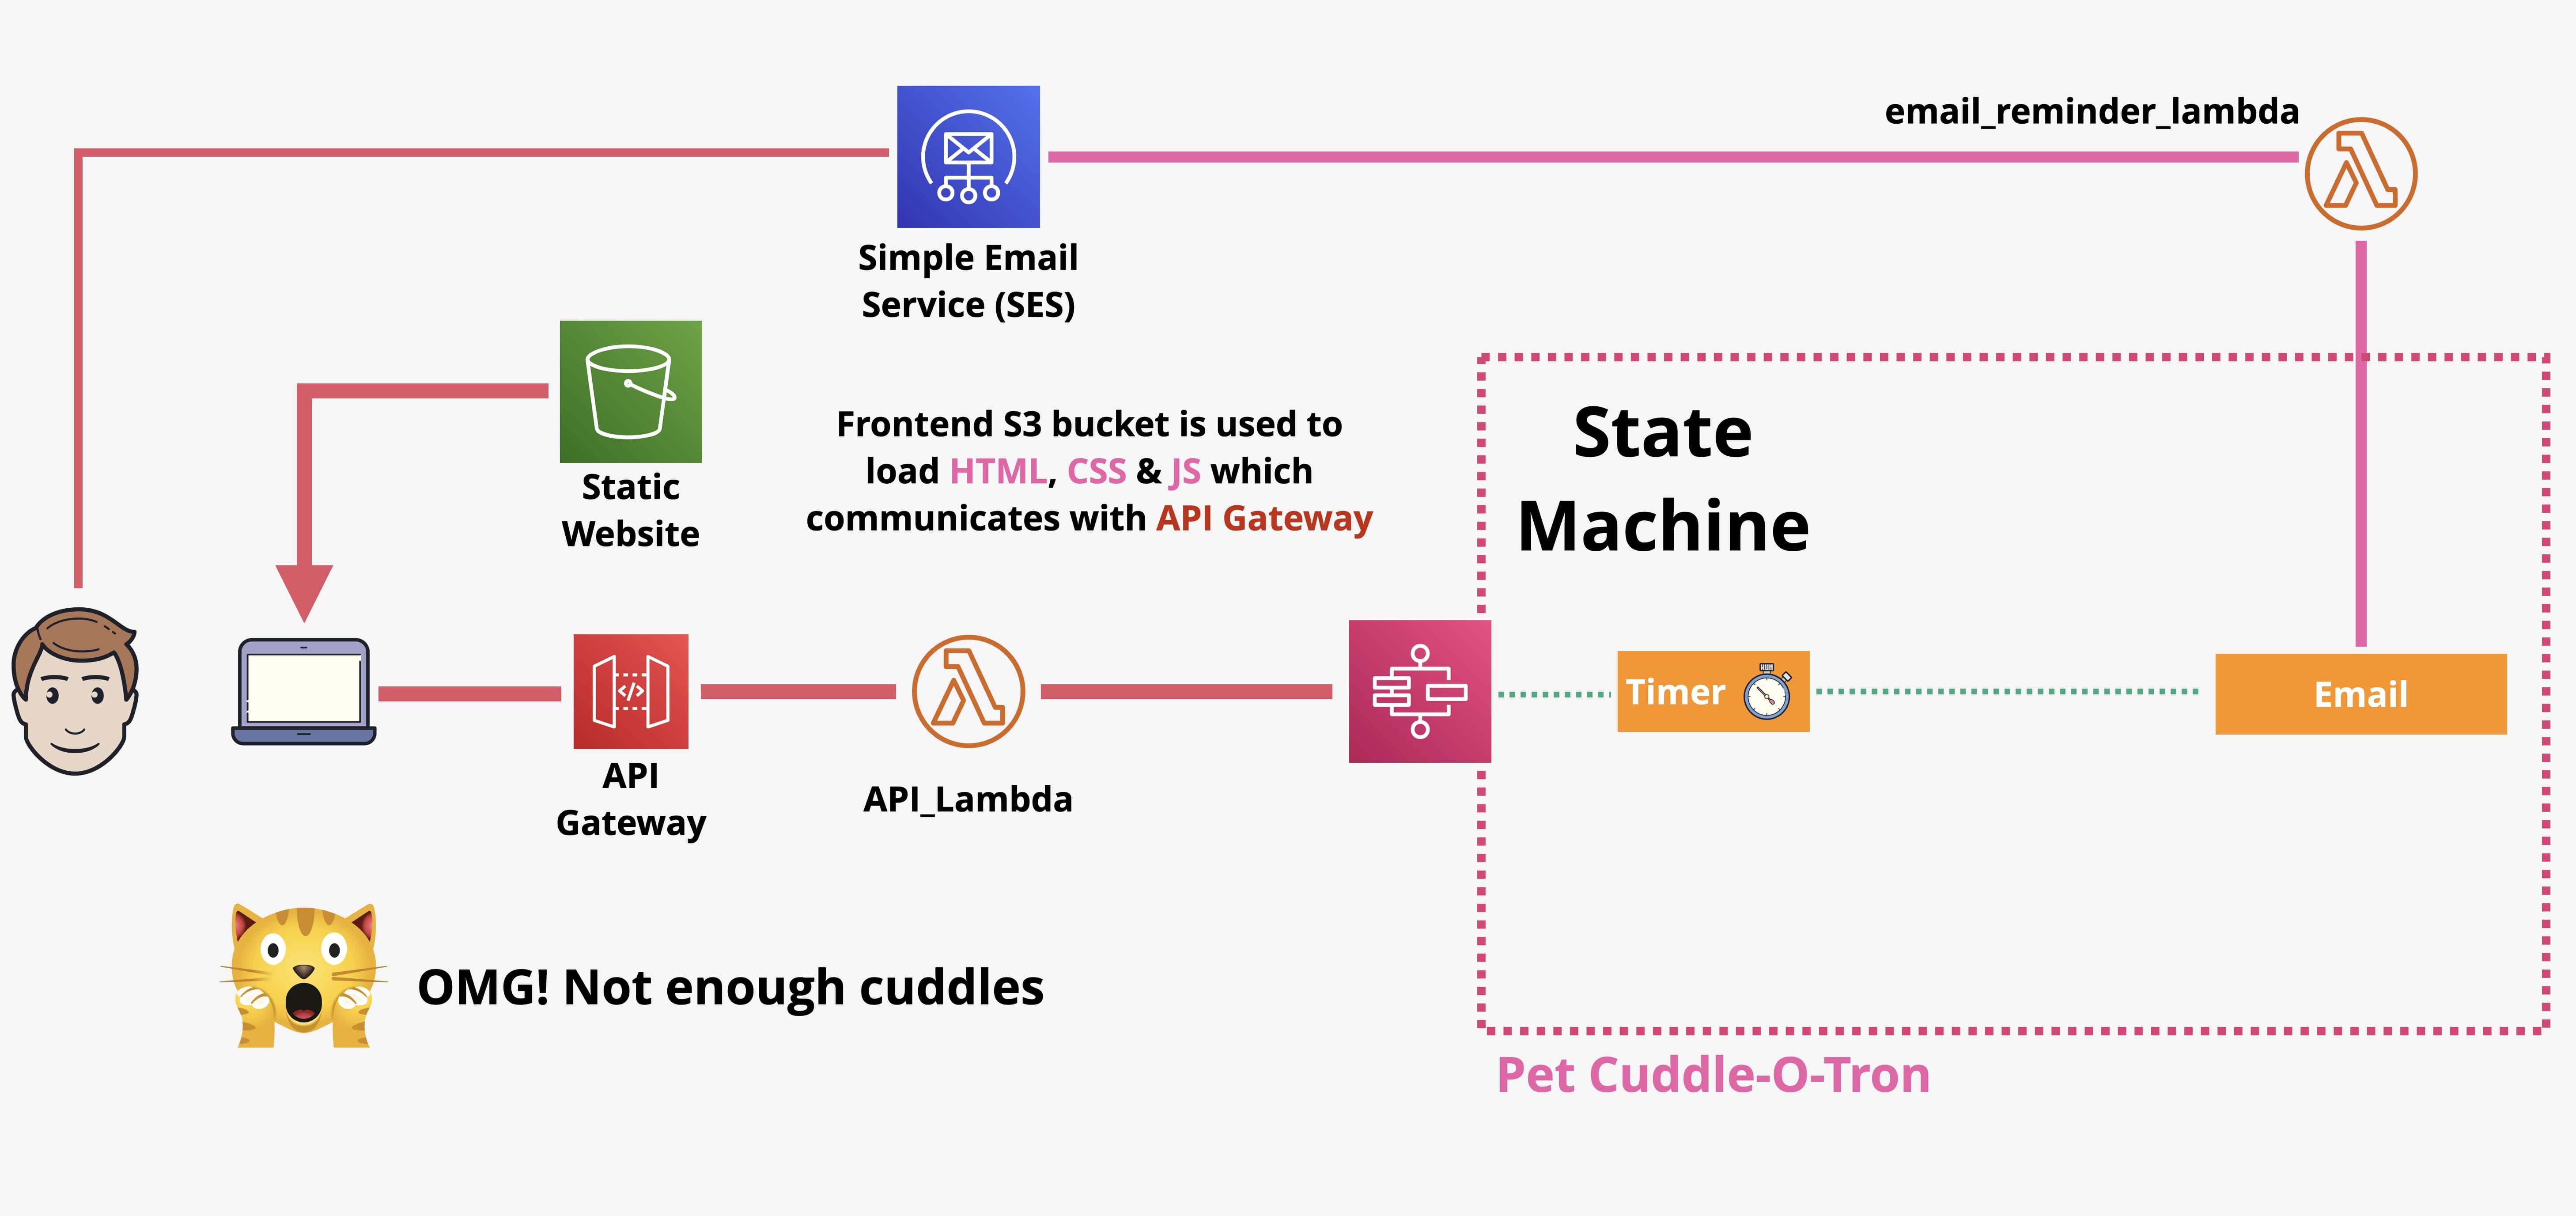 email_reminder_lambda
Simple Email
Service (SES)
Static
Website
Frontend S3 bucket is used to
load HTML, CSS & JS which
communicates with API Gateway
State
Machine
Timer
Email
API
Gateway
API_Lambda
OMG! Not enough cuddles
Pet Cuddle-O-Tron